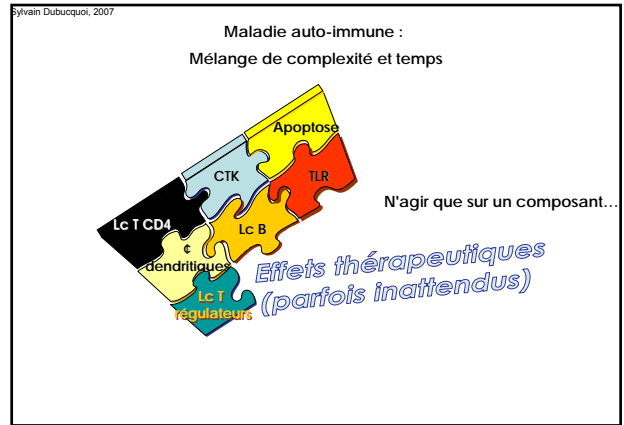 Sylvain Dubucquoi, 2007
Maladie auto-immune :
Mélange de complexité et temps
Apoptose
CTK
TLR
N'agir que sur un composant...
Lc T CD4
Lc B
¢
dendritiques
Effets thérapeutiques
(parfois inattendus)
Lc T
régulateurs